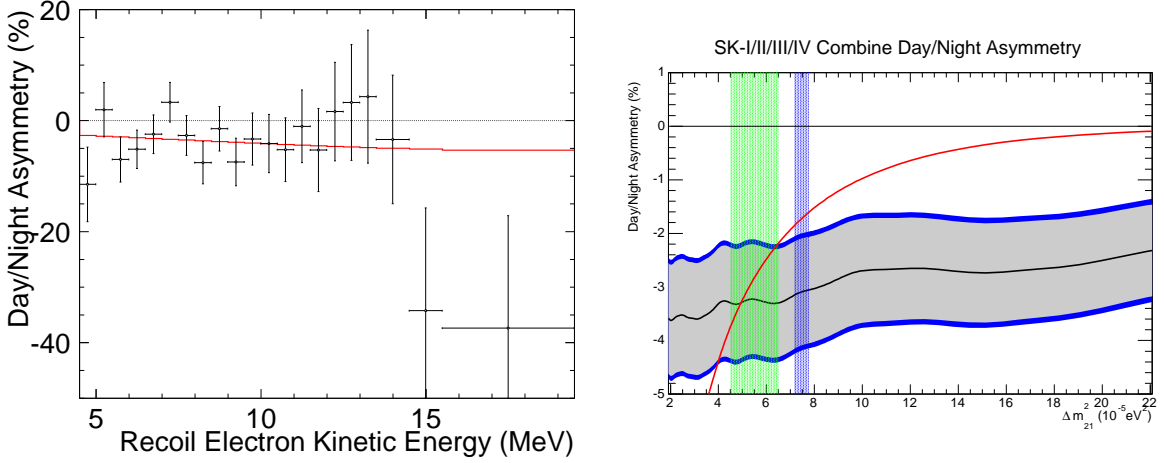 20
0
-20
-40
5
10
15
Day/Night Asymmetry (%)
Recoil Electron Kinetic Energy (MeV)
SK-I/II/III/IV Combine Day/Night Asymmetry
1
0
-1
-2
-3
-4
-5
2 4 6 8 10 12 14 16 18 20 22
Day/Night Asymmetry (%)
Δ m²₂₁ (10⁻⁵eV²)